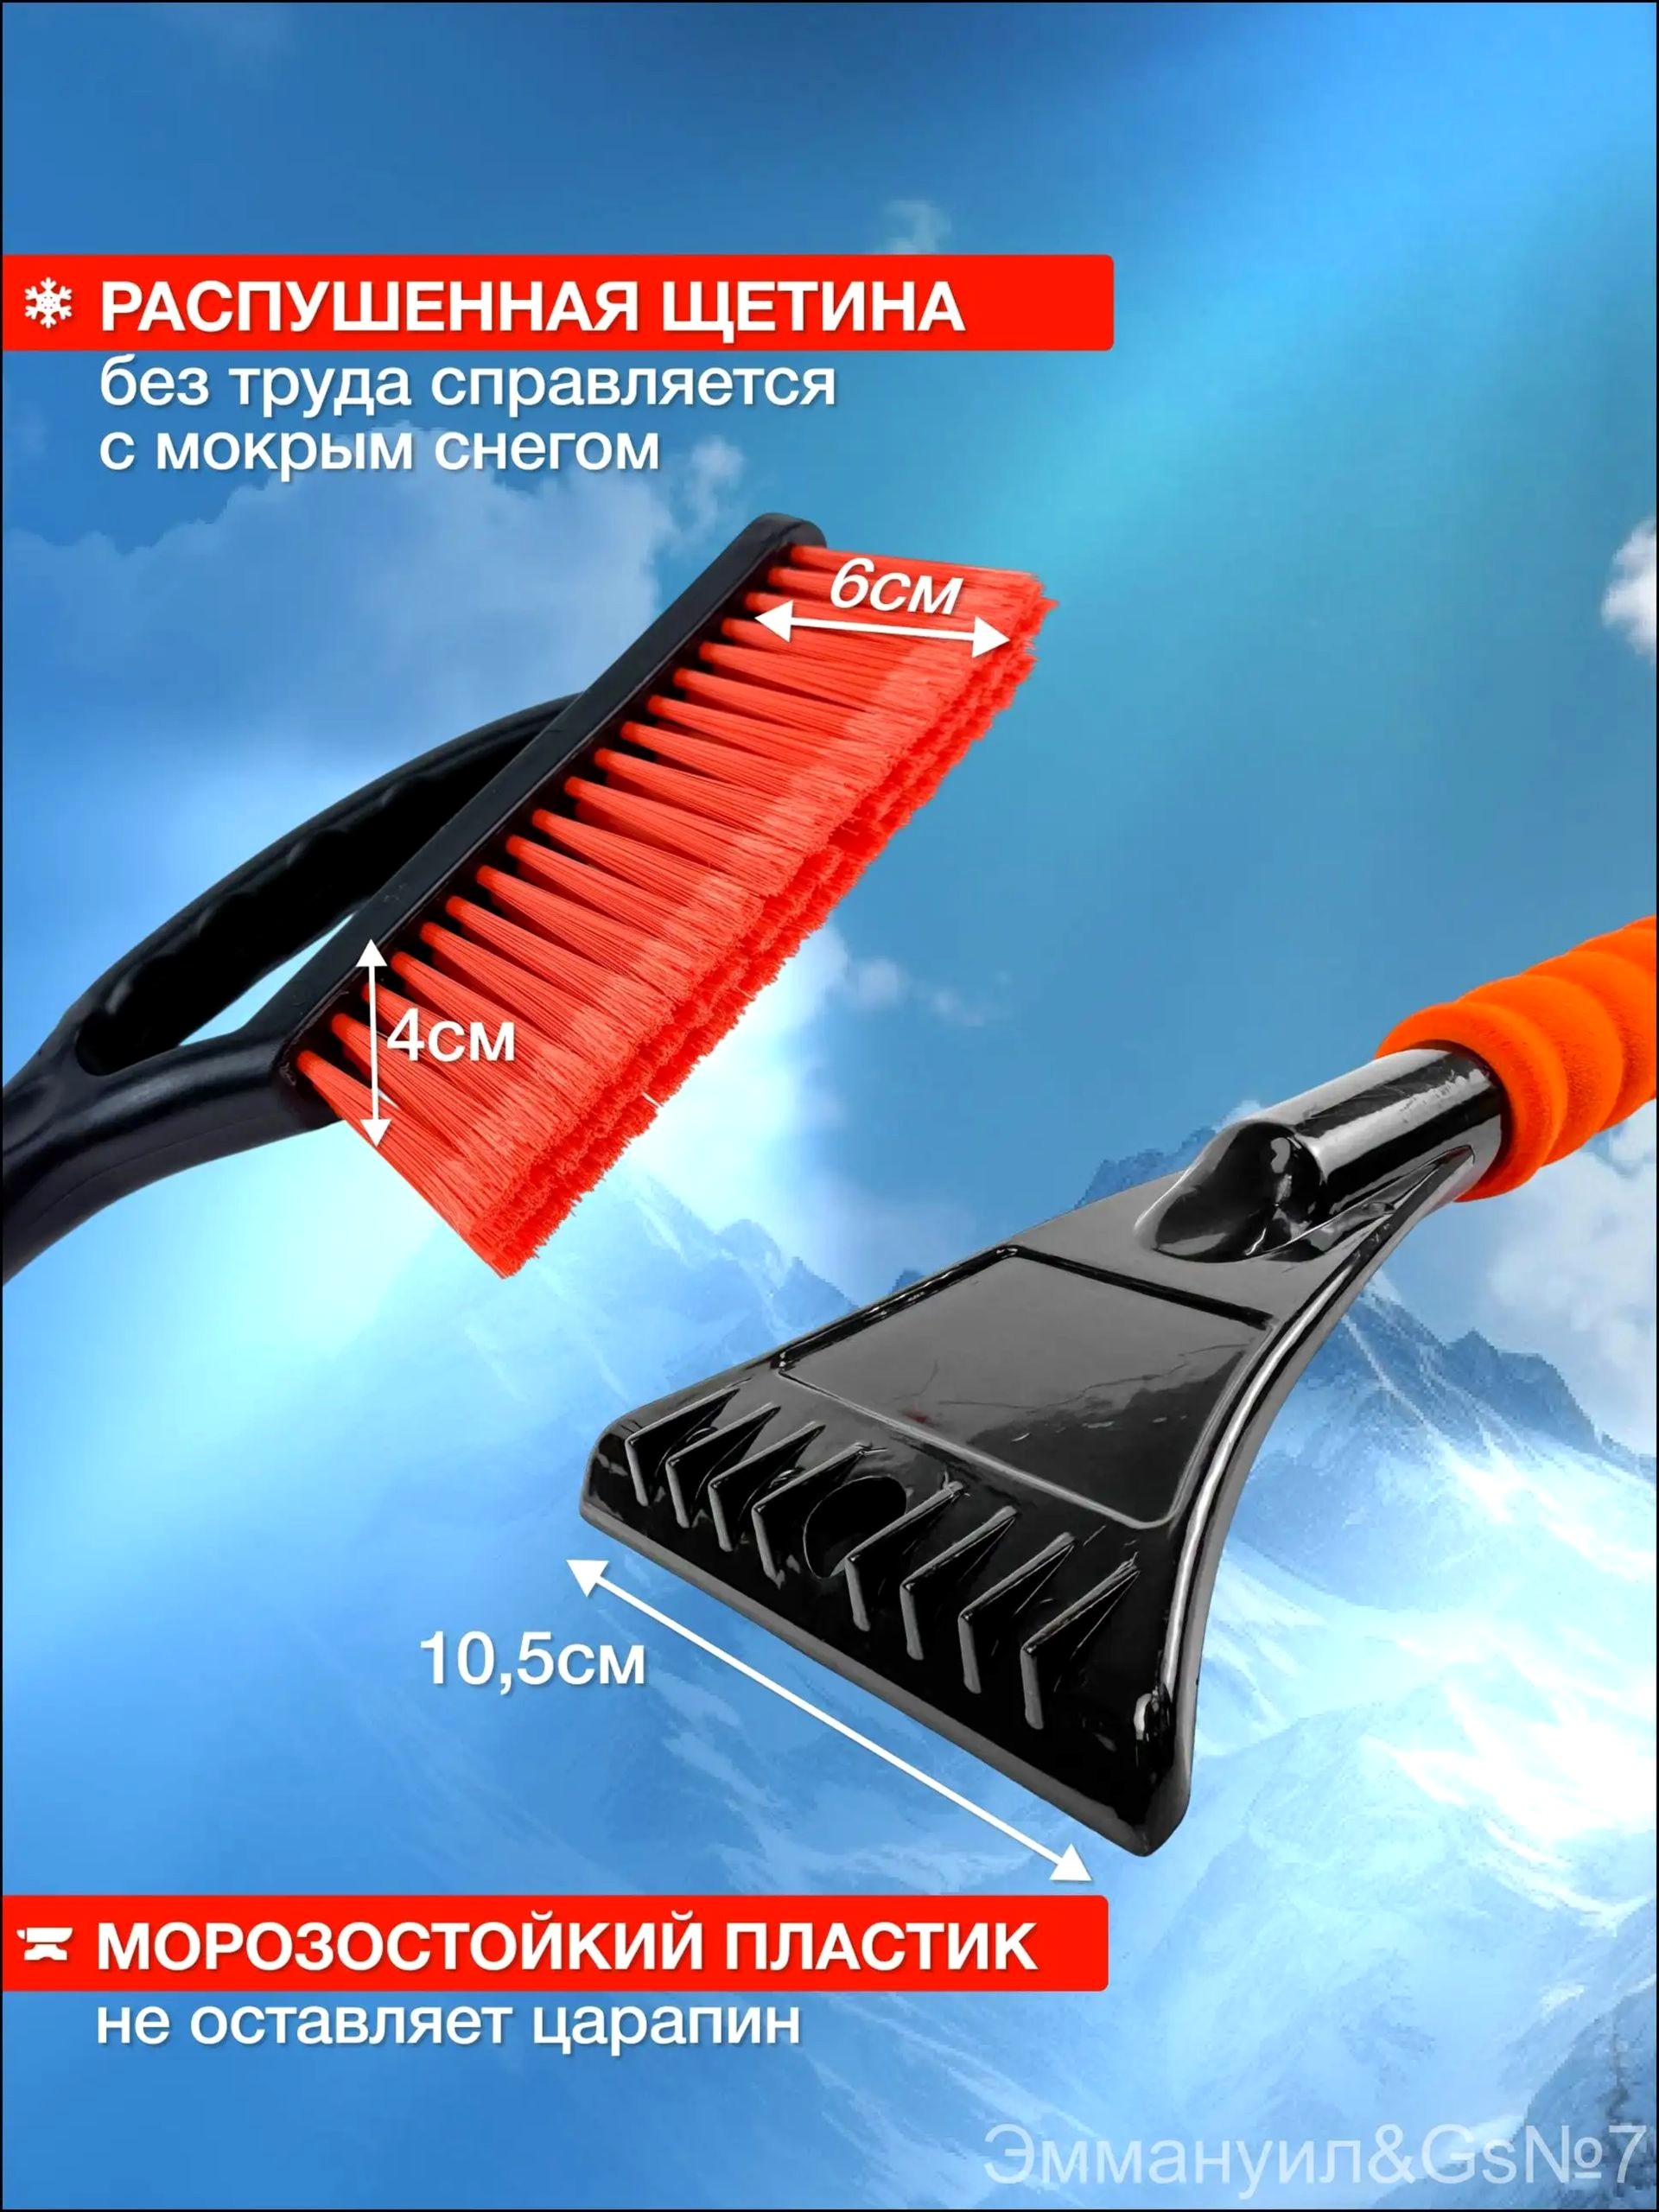 РАСПУШЕННАЯ ЩЕТИНА
без труда справляется
с мокрым снегом
6см
4см
10,5см
МОРОЗОСТОЙКИЙ ПЛАСТИК
не оставляет царапин
Эммануил&Gs№7